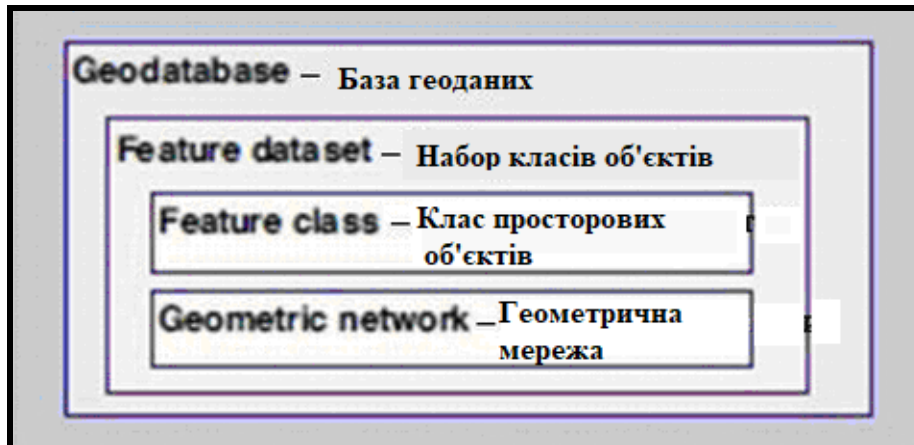 Geodatabase – База геоданих
Feature dataset – Набор класів об'єктів
Feature class – Клас просторових
об'єктів
Geometric network – Геометрична
мережа